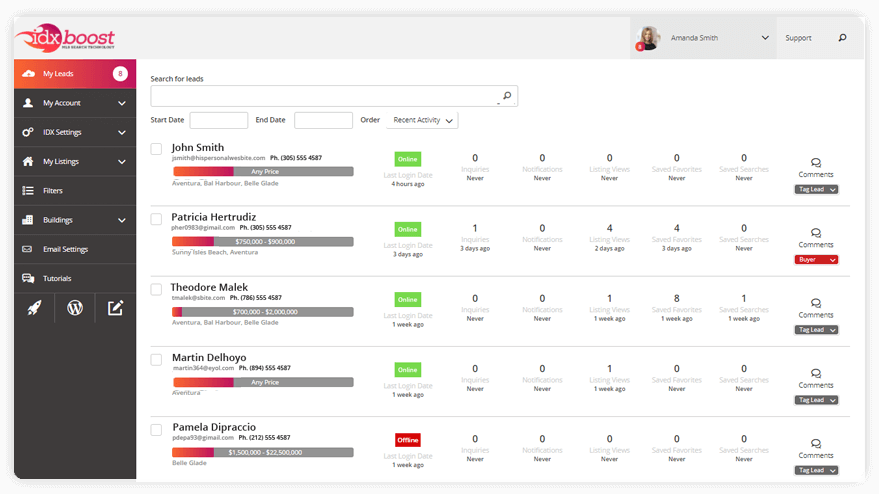 idxboost
MLS SEARCH TECHNOLOGY
8
Amanda Smith
Support
My Leads
8
My Account
IDX Settings
My Listings
Filters
Buildings
Email Settings
Tutorials
Search for leads
Start Date
End Date
Order
Recent Activity
John Smith
jsmith@hispersonalwesbite.com Ph. (305) 555 4587
Any Price
Aventura, Bal Harbour, Belle Glade
Online
Last Login Date
4 hours ago
0
Inquiries
Never
0
Notifications
Never
0
Listing Views
Never
0
Saved Favorites
Never
0
Saved Searches
Never
Comments
Tag Lead
Patricia Hertrudiz
pher0983@gimail.com Ph. (305) 555 4587
$750,000 - $900,000
Sunny Isles Beach, Aventura
Online
Last Login Date
3 days ago
1
Inquiries
3 days ago
0
Notifications
Never
4
Listing Views
2 days ago
4
Saved Favorites
3 days ago
0
Saved Searches
Never
Comments
Buyer
Theodore Malek
tmalek@sbite.com Ph. (786) 555 4587
$700,000 - $2,000,000
Aventura, Bal Harbour, Belle Glade
Online
Last Login Date
1 week ago
0
Inquiries
Never
0
Notifications
Never
1
Listing Views
1 week ago
8
Saved Favorites
1 week ago
1
Saved Searches
1 week ago
Comments
Tag Lead
Martin Delhoyo
martin364@eyol.com Ph. (894) 555 4587
Any Price
Aventura
Online
Last Login Date
1 week ago
0
Inquiries
Never
0
Notifications
Never
1
Listing Views
1 week ago
0
Saved Favorites
Never
0
Saved Searches
Never
Comments
Tag Lead
Pamela Dipraccio
pdepa93@gimail.com Ph. (212) 555 4587
$1,500,000 - $22,500,000
Belle Glade
Offline
Last Login Date
1 week ago
0
Inquiries
Never
0
Notifications
Never
0
Listing Views
Never
0
Saved Favorites
Never
0
Saved Searches
Never
Comments
Tag Lead